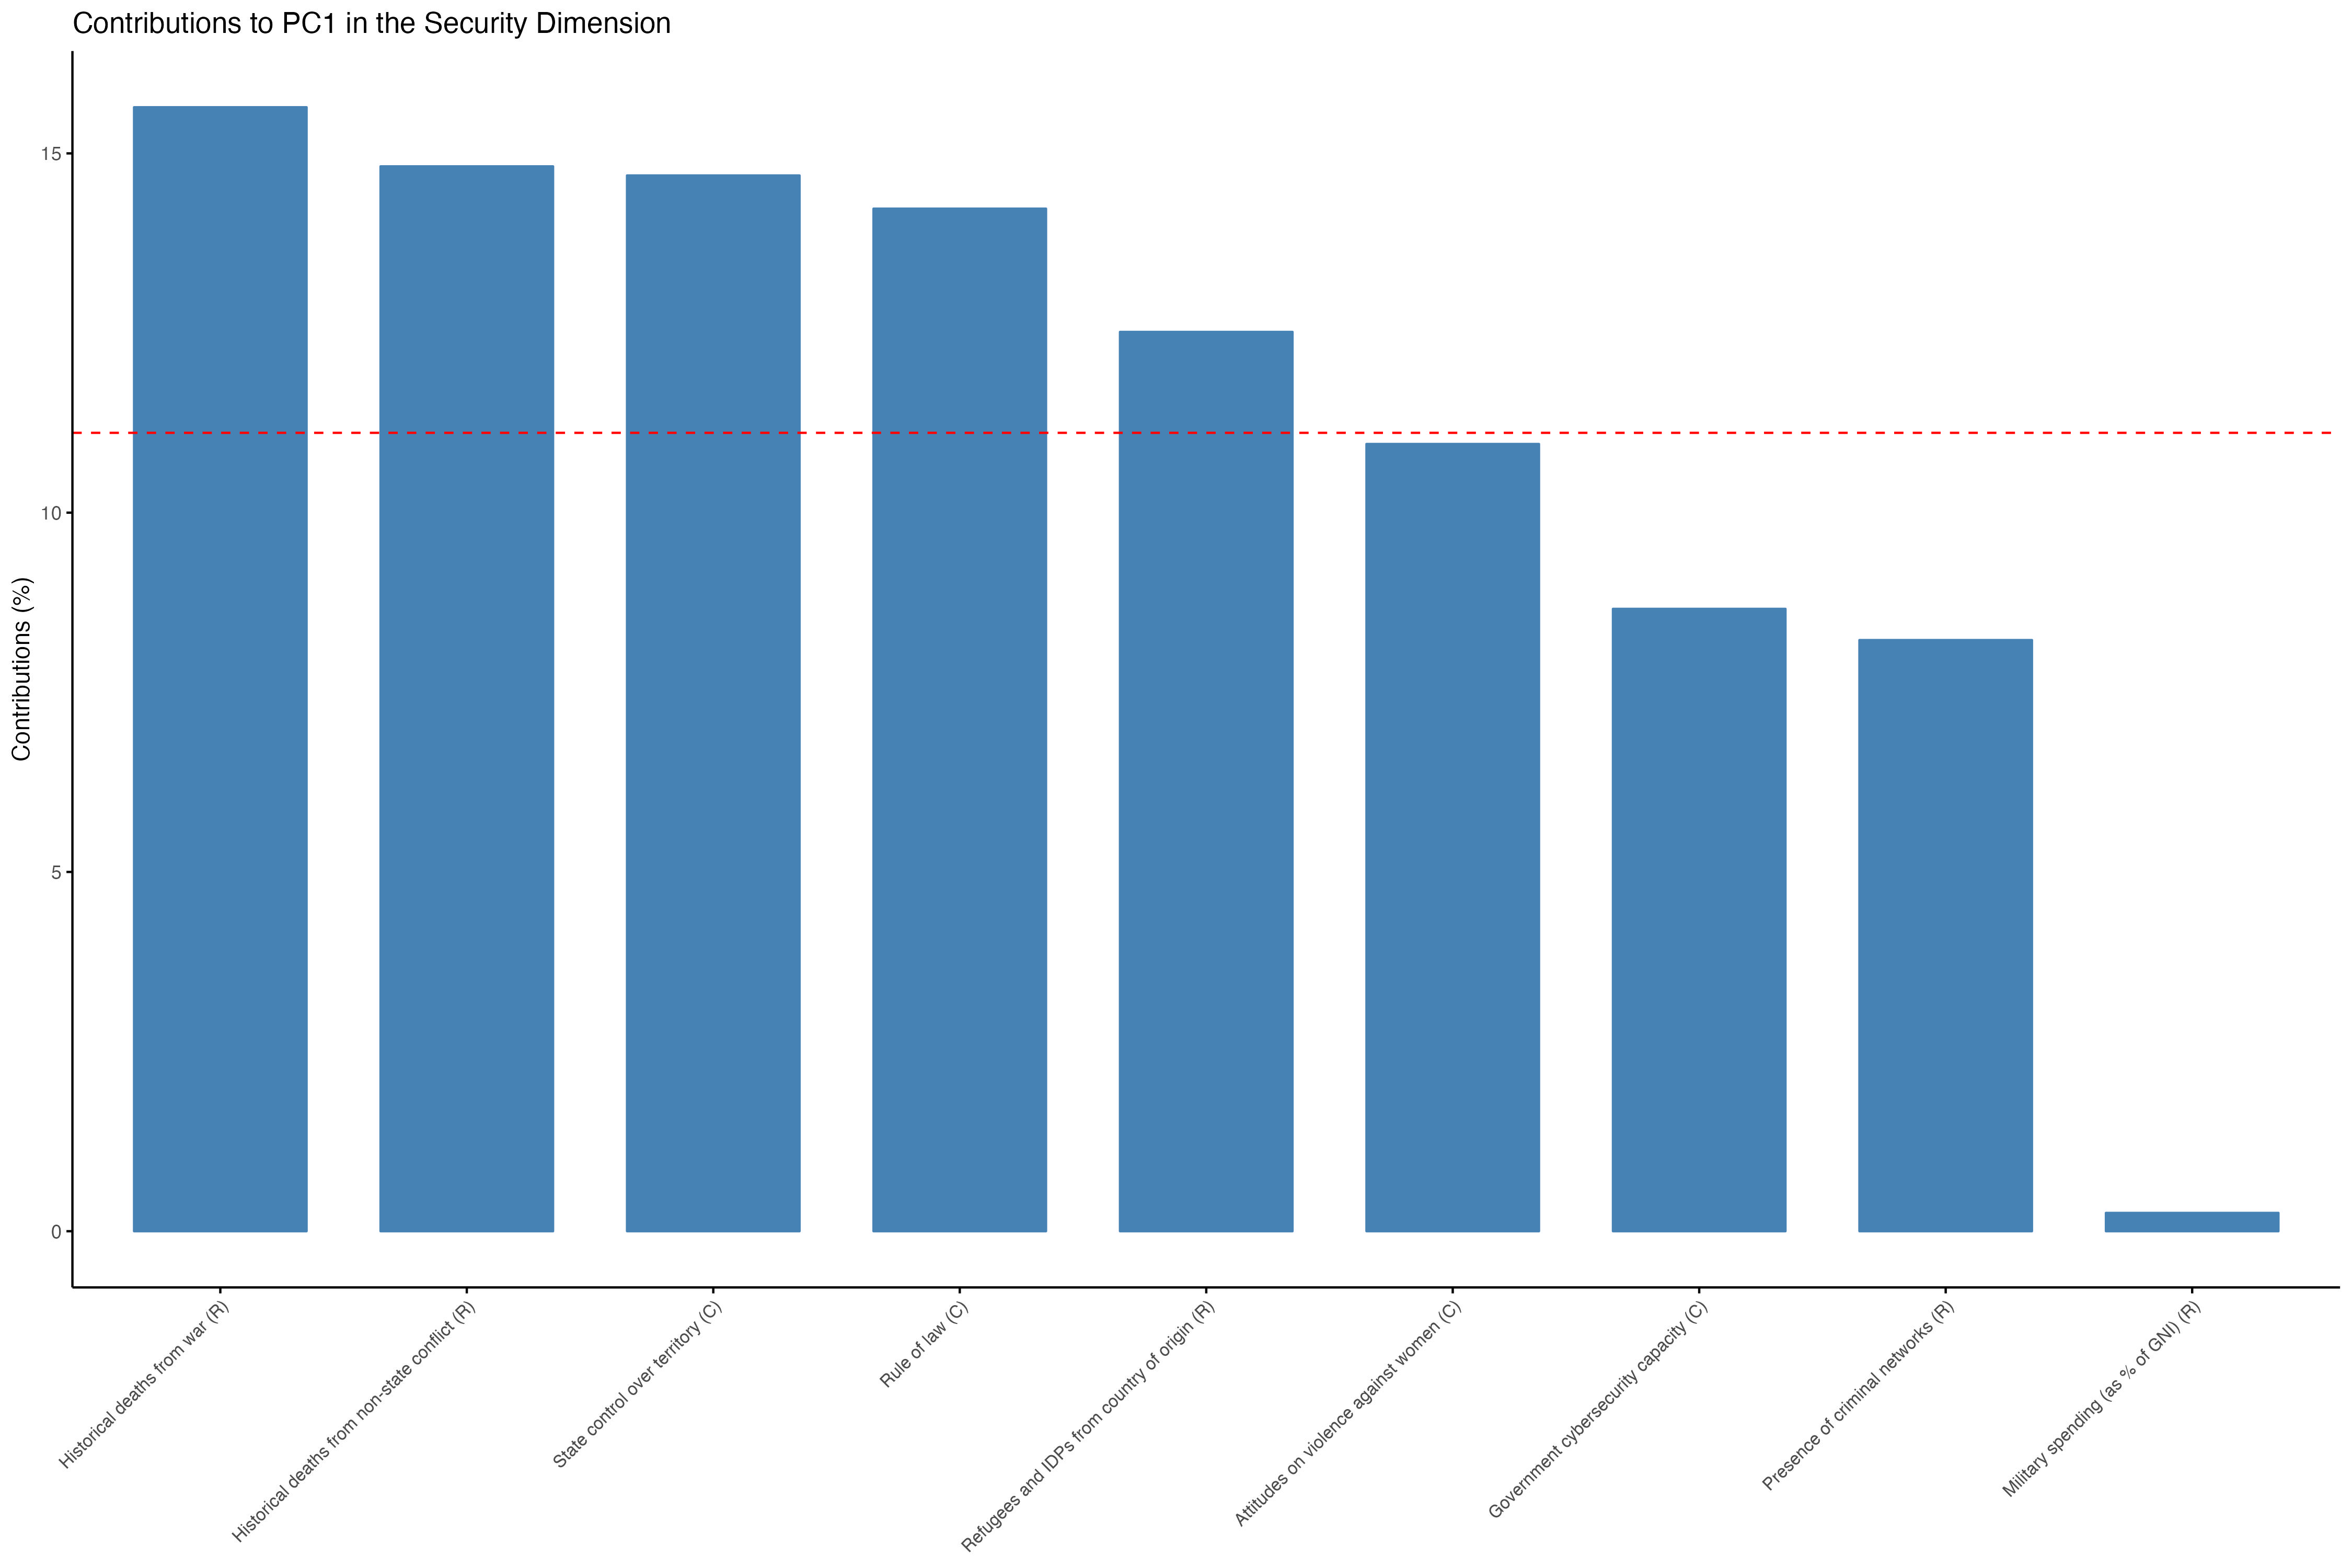 Contributions to PC1 in the Security Dimension
Contributions (%)
15
10
5
0
Historical deaths from war (R)
Historical deaths from non-state conflict (R)
State control over territory (C)
Rule of law (C)
Refugees and IDPs from country of origin (R)
Attitudes on violence against women (C)
Government cybersecurity capacity (C)
Presence of criminal networks (R)
Military spending (as % of GNI) (R)